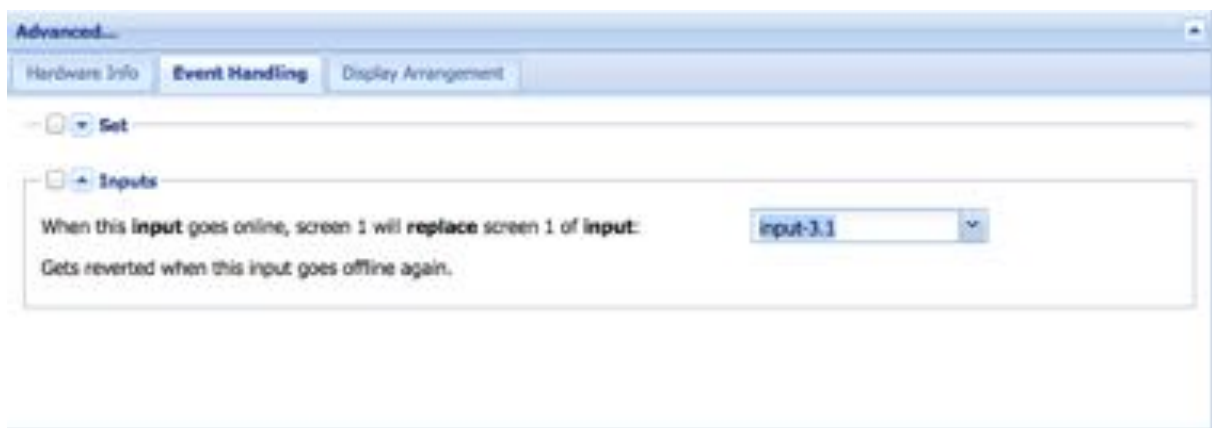 Advanced...
Hardware Info Event Handling Display Arrangement
Set
Inputs
When this input goes online, screen 1 will replace screen 1 of input: input-3.1
Gets reverted when this input goes offline again.